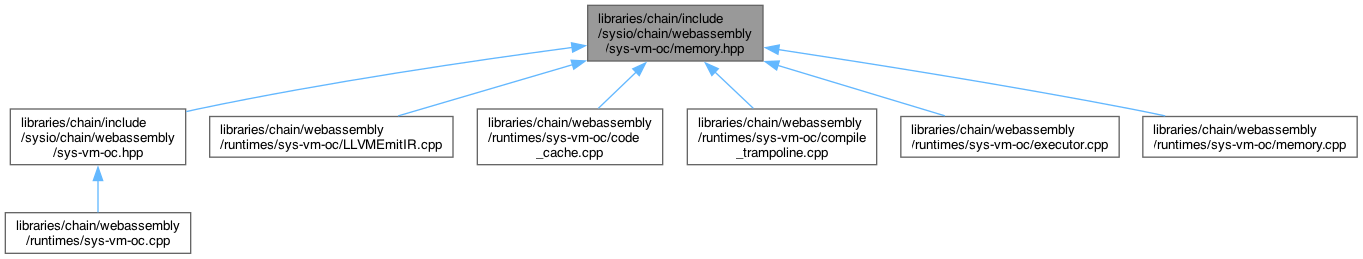 libraries/chain/include
/sysio/chain/webassembly
/sys-vm-oc/memory.hpp
libraries/chain/include
/sysio/chain/webassembly
/sys-vm-oc.hpp
libraries/chain/webassembly
/runtimes/sys-vm-oc/LLVMEmitIR.cpp
libraries/chain/webassembly
/runtimes/sys-vm-oc/code
_cache.cpp
libraries/chain/webassembly
/runtimes/sys-vm-oc/compile
_trampoline.cpp
libraries/chain/webassembly
/runtimes/sys-vm-oc/executor.cpp
libraries/chain/webassembly
/runtimes/sys-vm-oc/memory.cpp
libraries/chain/webassembly
/runtimes/sys-vm-oc.cpp